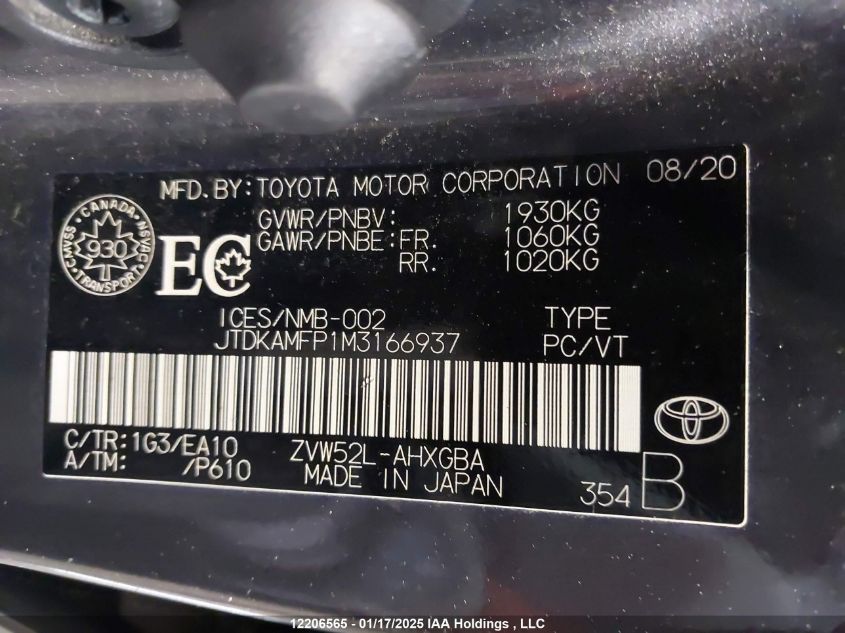 MFD. BY: TOYOTA MOTOR CORPORATION 08/20
GVWR/PNBV: 1930KG
GAWR/PNBE: FR. 1060KG
RR. 1020KG
CANADA
CMVSS 930 NSVAC
TRANSPORT
EC
ICES/NMB-002 TYPE
JTDKAMFP1M3166937 PC/VT
C/TR: 1G3/EA10 ZVW52L-AHXGBA
A/TM: /P610 MADE IN JAPAN
354 B
12206565 - 01/17/2025 IAA Holdings , LLC